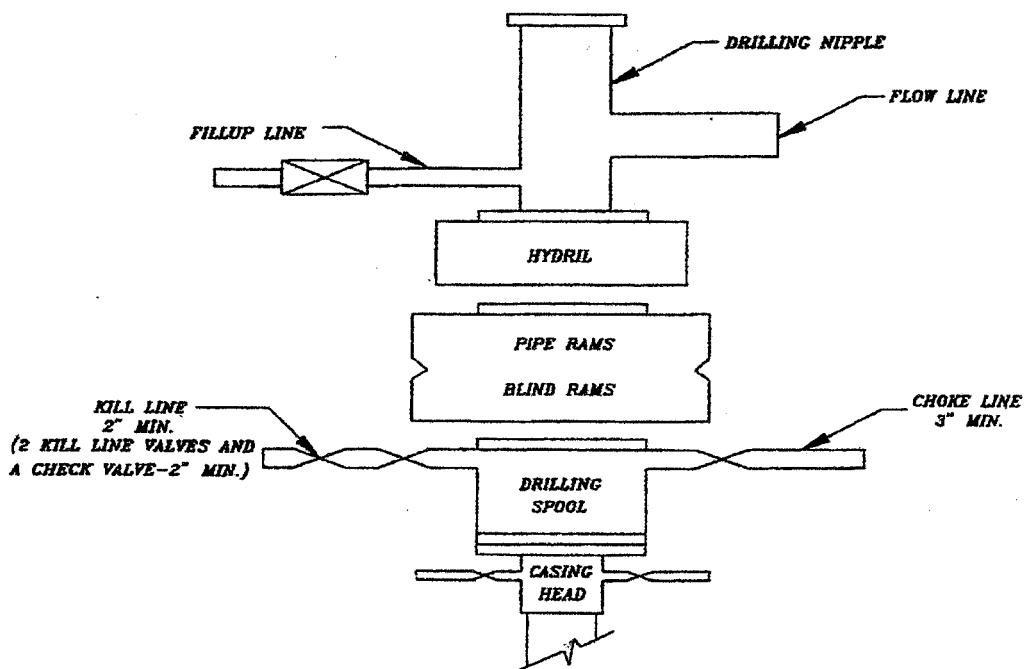 DRILLING NIPPLE
FLOW LINE
FILLUP LINE
HYDRIL
PIPE RAMS
BLIND RAMS
KILL LINE
2" MIN.
(2 KILL LINE VALVES AND
A CHECK VALVE-2" MIN.)
CHOKE LINE
3" MIN.
DRILLING
SPOOL
CASING
HEAD